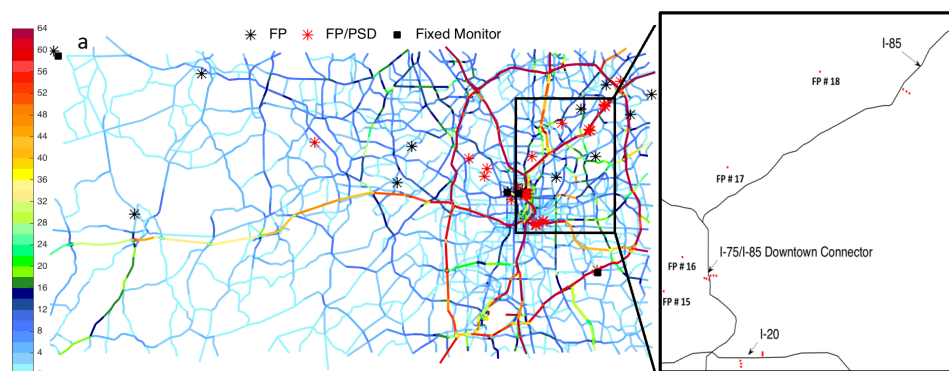 a
FP
FP/PSD
Fixed Monitor
64
60
56
52
48
44
40
36
32
28
24
20
16
12
8
4
I-85
FP # 18
FP # 17
I-75/I-85 Downtown Connector
FP # 16
FP # 15
I-20